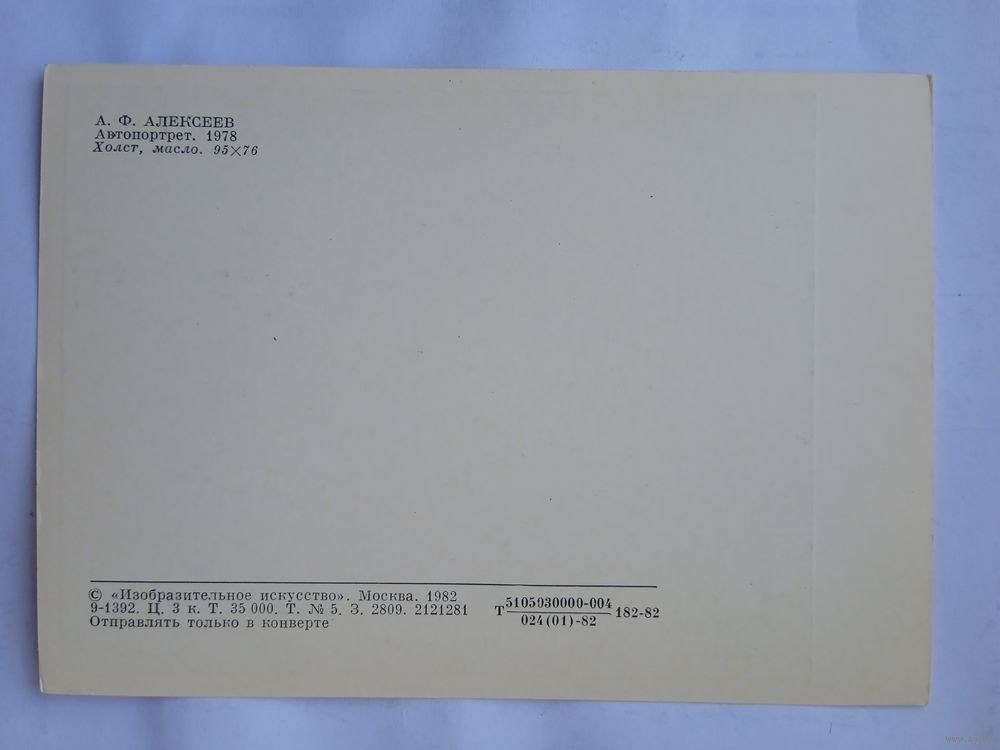 А. Ф. АЛЕКСЕЕВ
Автопортрет. 1978
Холст, масло. 95×76
© «Изобразительное искусство». Москва. 1982
9-1392. Ц. 3 к. Т. 35 000. Т. № 5. З. 2809. 2121281
Отправлять только в конверте
5105030000-004
Т 182-82
024(01)-82